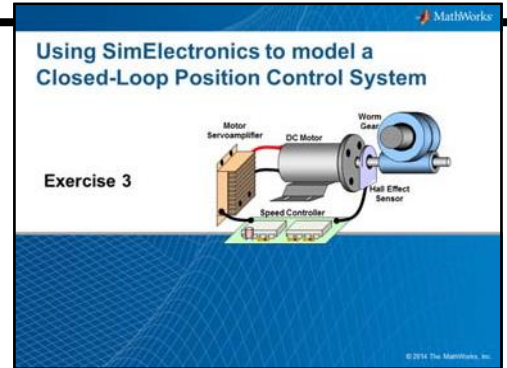 MathWorks
Using SimElectronics to model a
Closed-Loop Position Control System
Worm
Gear
Motor
Servoamplifier
DC Motor
Exercise 3
Hall Effect
Sensor
Speed Controller
© 2014 The MathWorks, Inc.